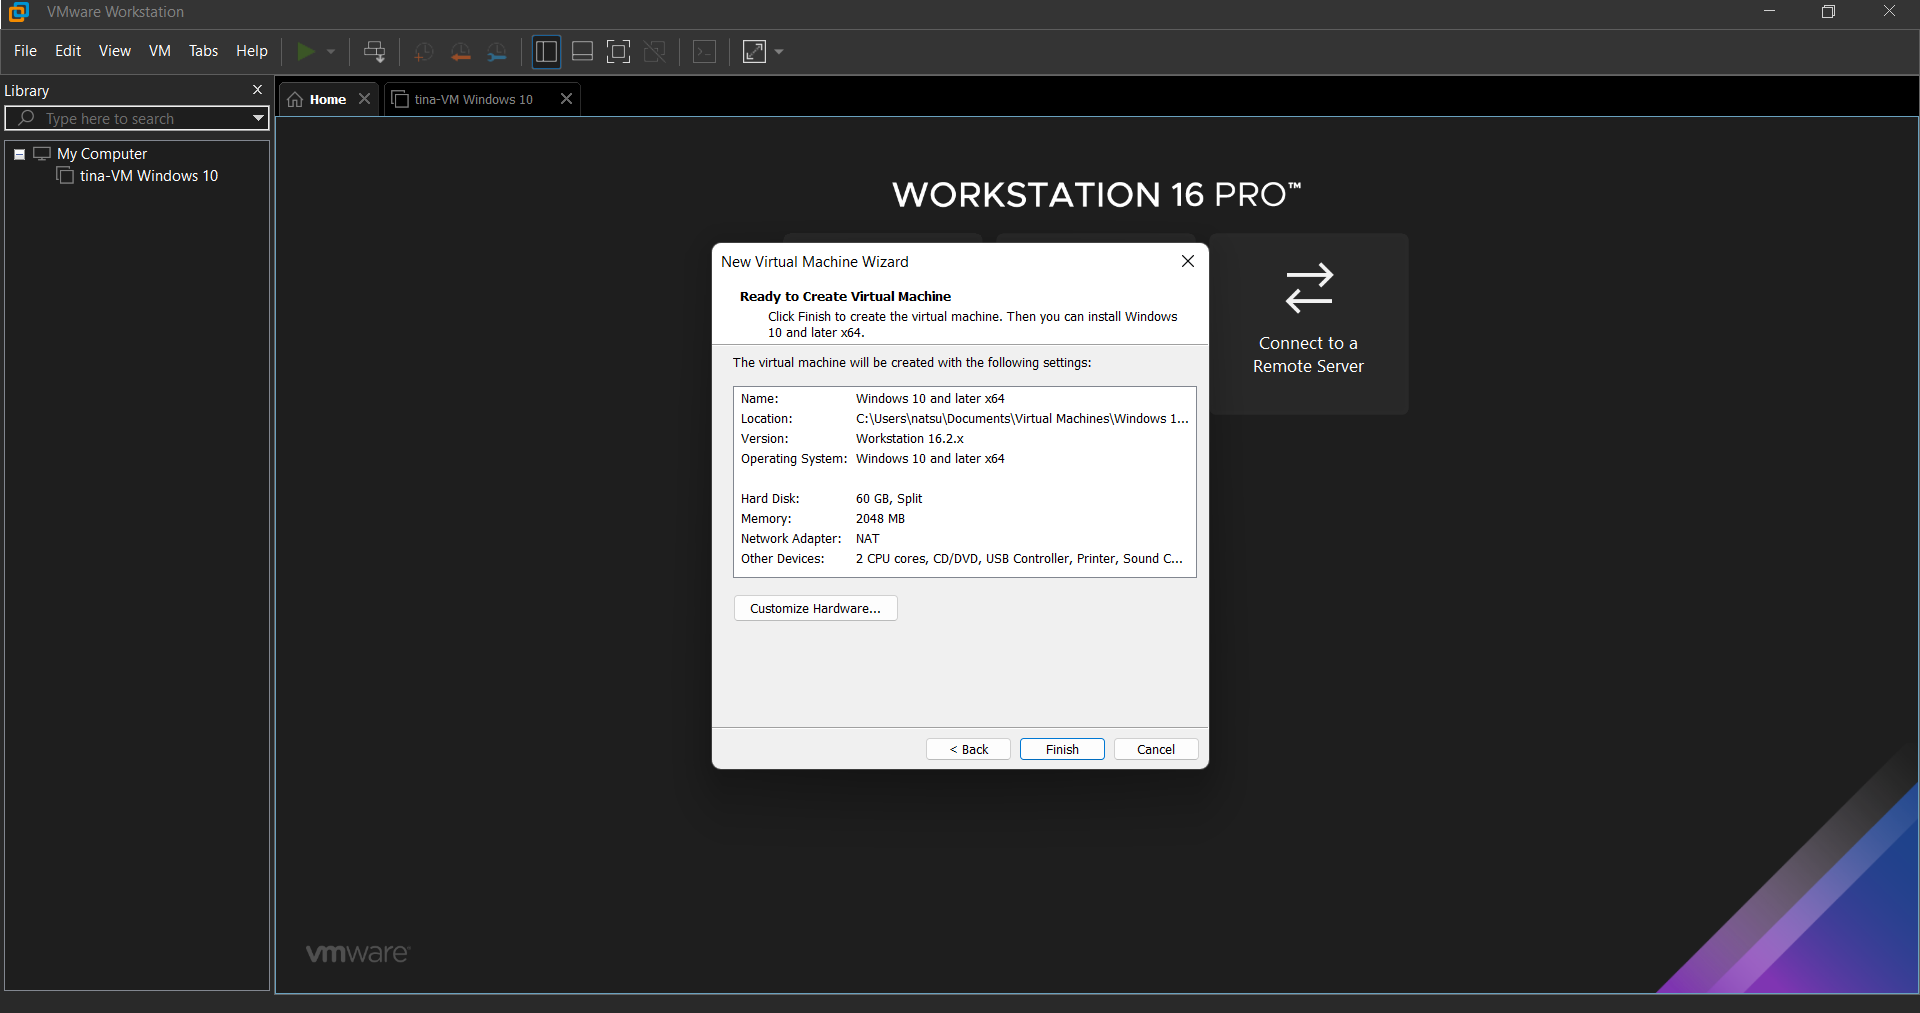 VMware Workstation
File Edit View VM Tabs Help
Library
Type here to search
My Computer
tina-VM Windows 10
Home
tina-VM Windows 10
WORKSTATION 16 PRO™
Connect to a
Remote Server
New Virtual Machine Wizard
Ready to Create Virtual Machine
Click Finish to create the virtual machine. Then you can install Windows
10 and later x64.
The virtual machine will be created with the following settings:
Name: Windows 10 and later x64
Location: C:\Users\natsu\Documents\Virtual Machines\Windows 1...
Version: Workstation 16.2.x
Operating System: Windows 10 and later x64
Hard Disk: 60 GB, Split
Memory: 2048 MB
Network Adapter: NAT
Other Devices: 2 CPU cores, CD/DVD, USB Controller, Printer, Sound C...
Customize Hardware...
< Back Finish Cancel
vmware